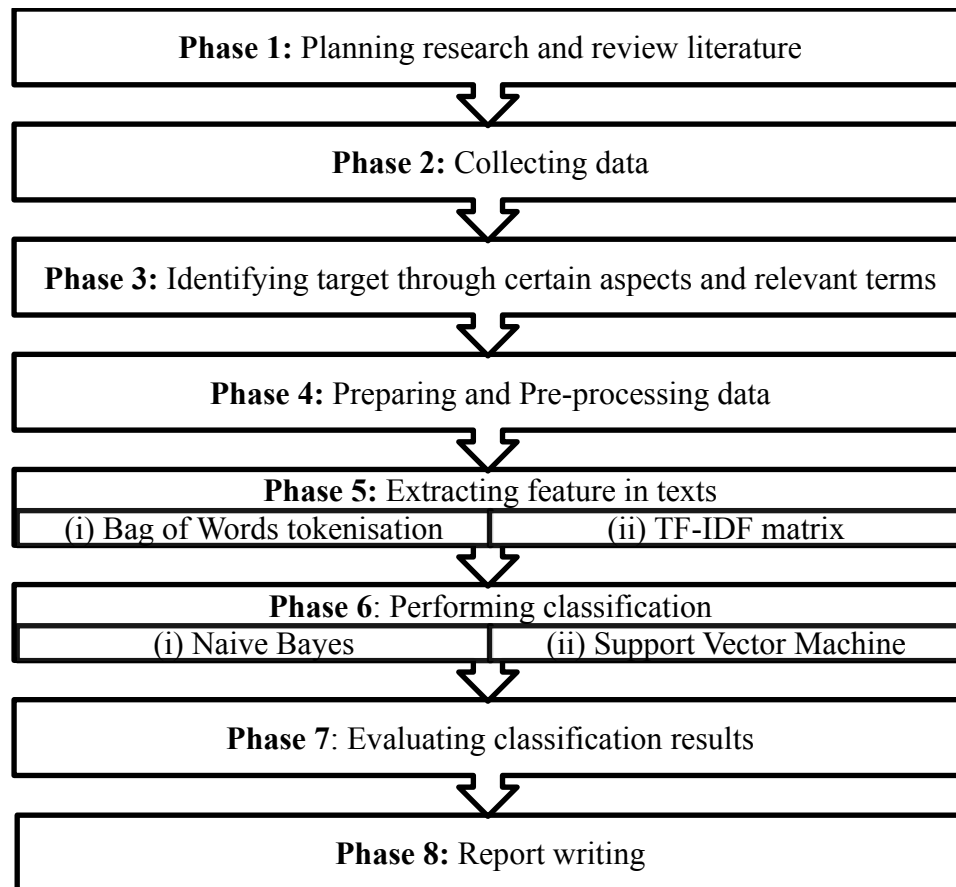 Phase 1: Planning research and review literature
Phase 2: Collecting data
Phase 3: Identifying target through certain aspects and relevant terms
Phase 4: Preparing and Pre-processing data
Phase 5: Extracting feature in texts
(i) Bag of Words tokenisation
(ii) TF-IDF matrix
Phase 6: Performing classification
(i) Naive Bayes
(ii) Support Vector Machine
Phase 7: Evaluating classification results
Phase 8: Report writing